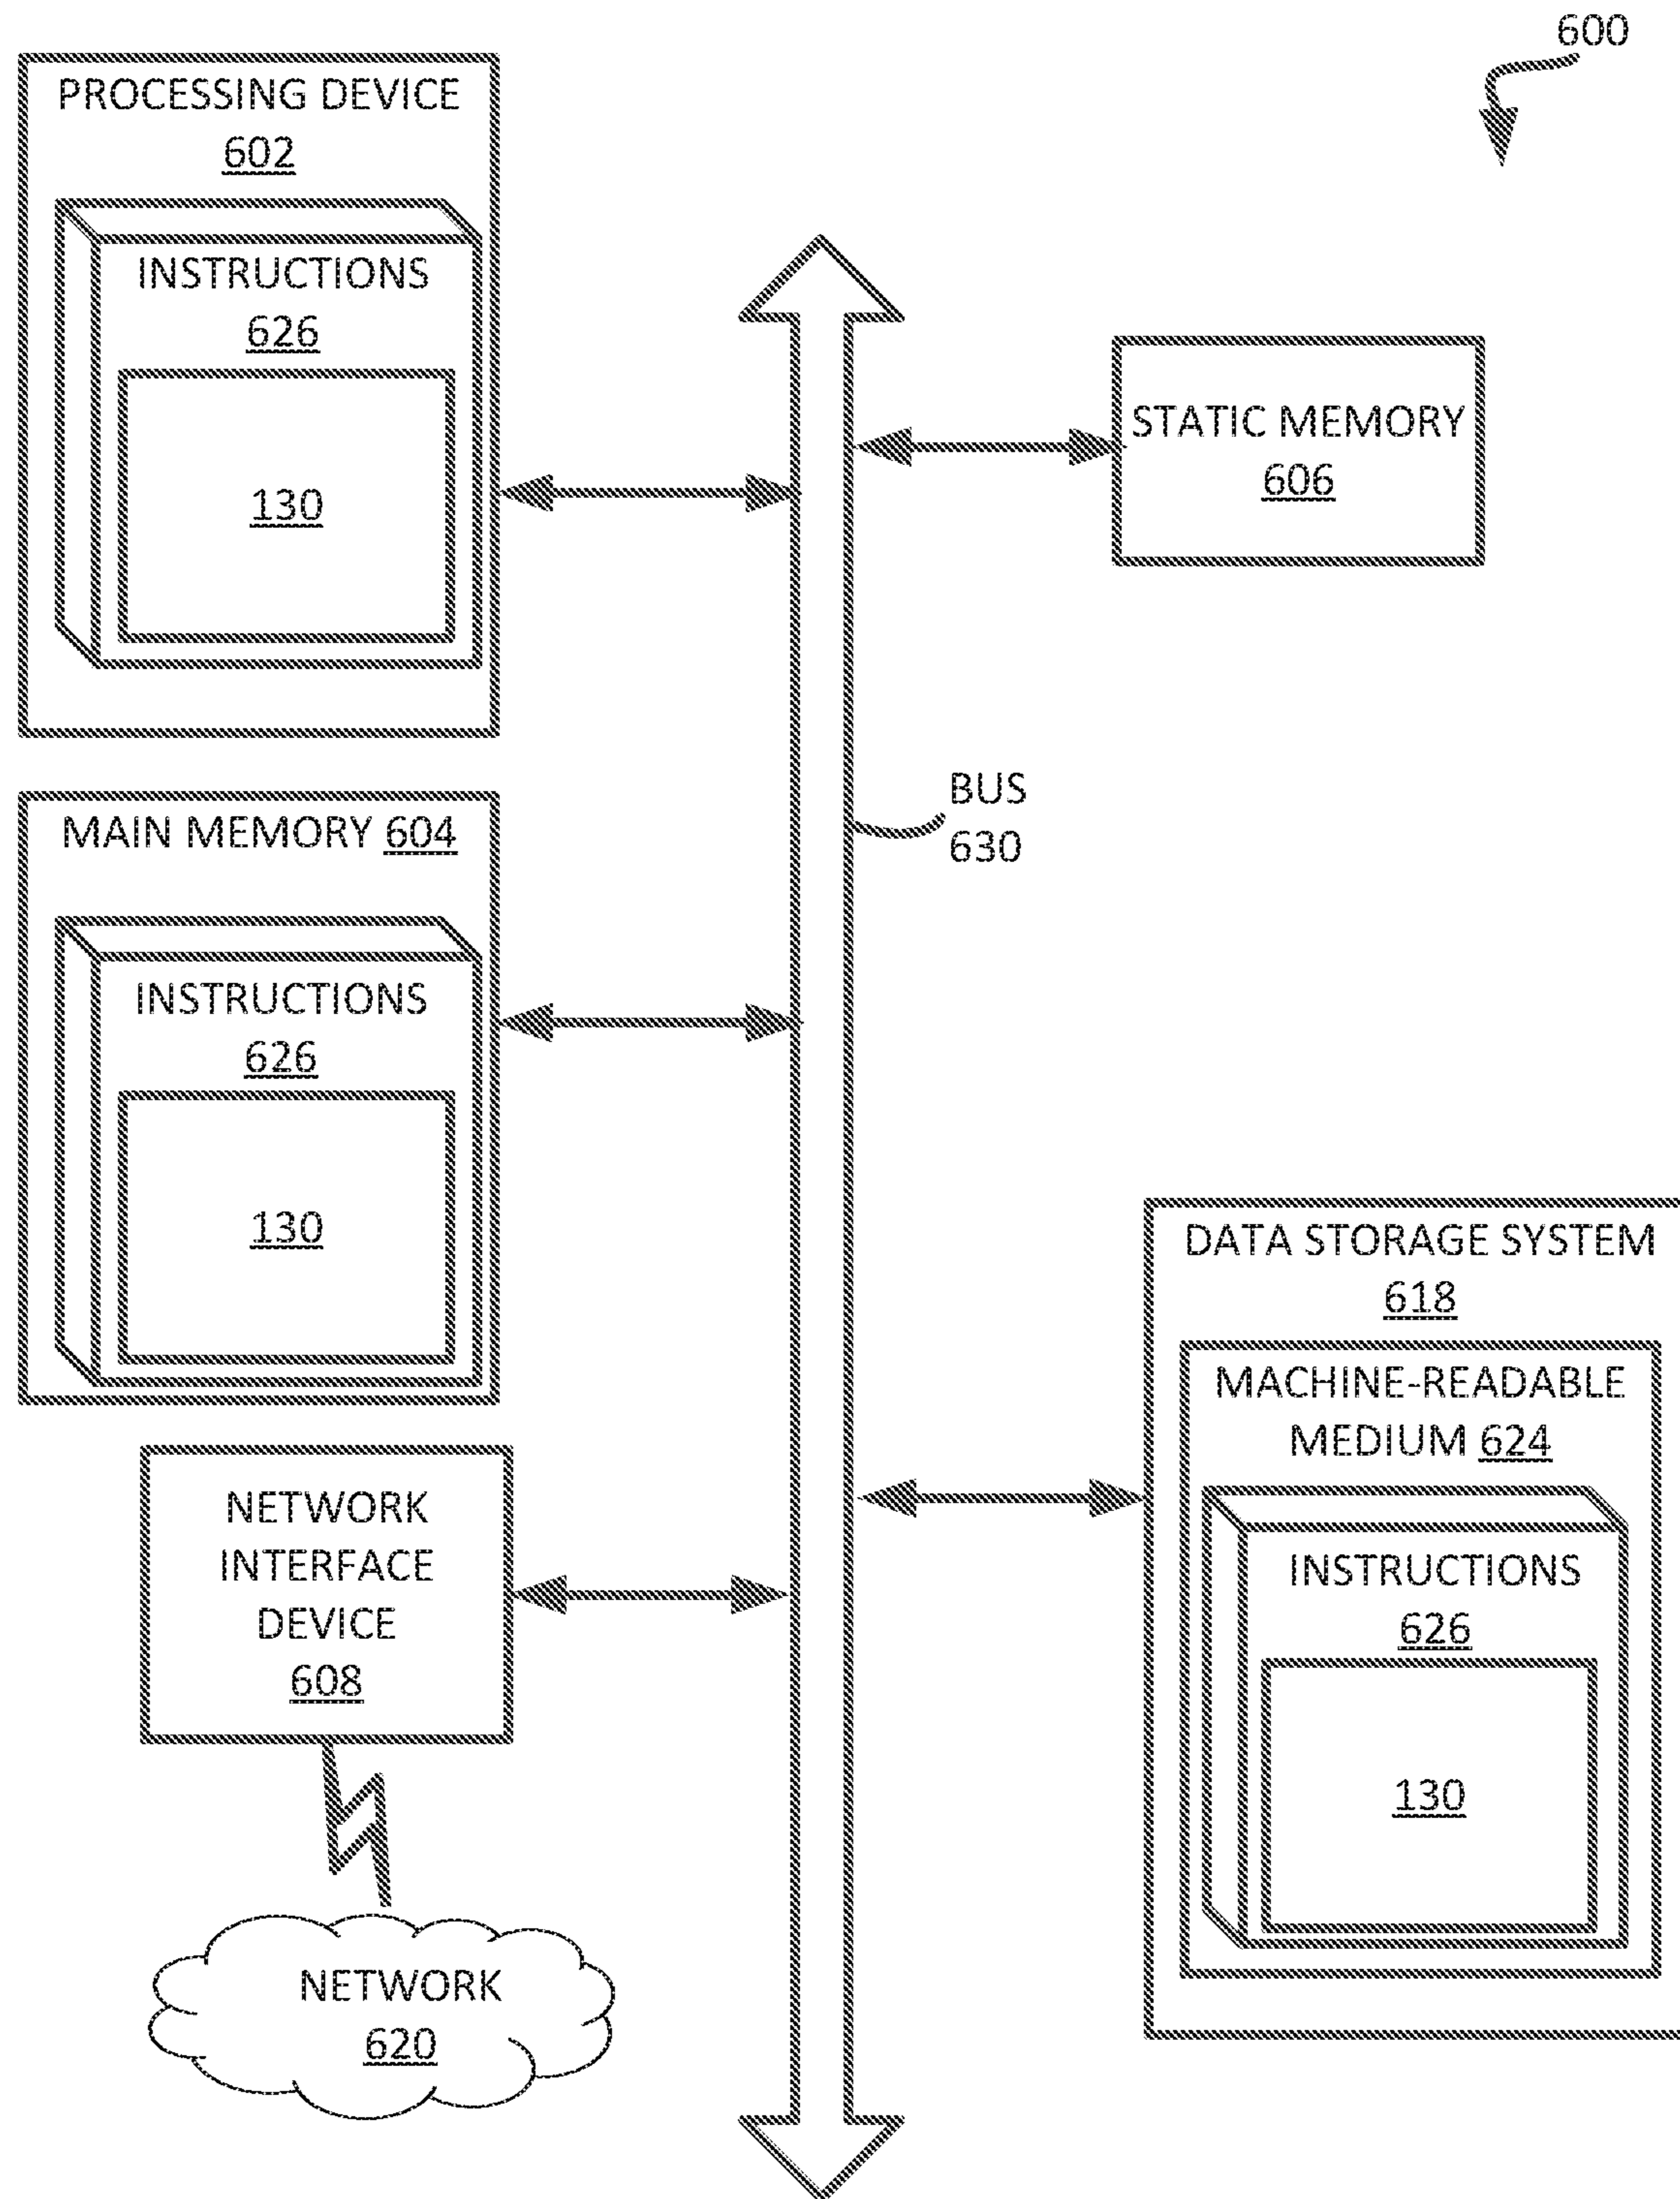 600
PROCESSING DEVICE
602
INSTRUCTIONS
626
130
STATIC MEMORY
606
BUS
630
MAIN MEMORY 604
INSTRUCTIONS
626
130
DATA STORAGE SYSTEM
618
MACHINE-READABLE
MEDIUM 624
INSTRUCTIONS
626
130
NETWORK
INTERFACE
DEVICE
608
NETWORK
620